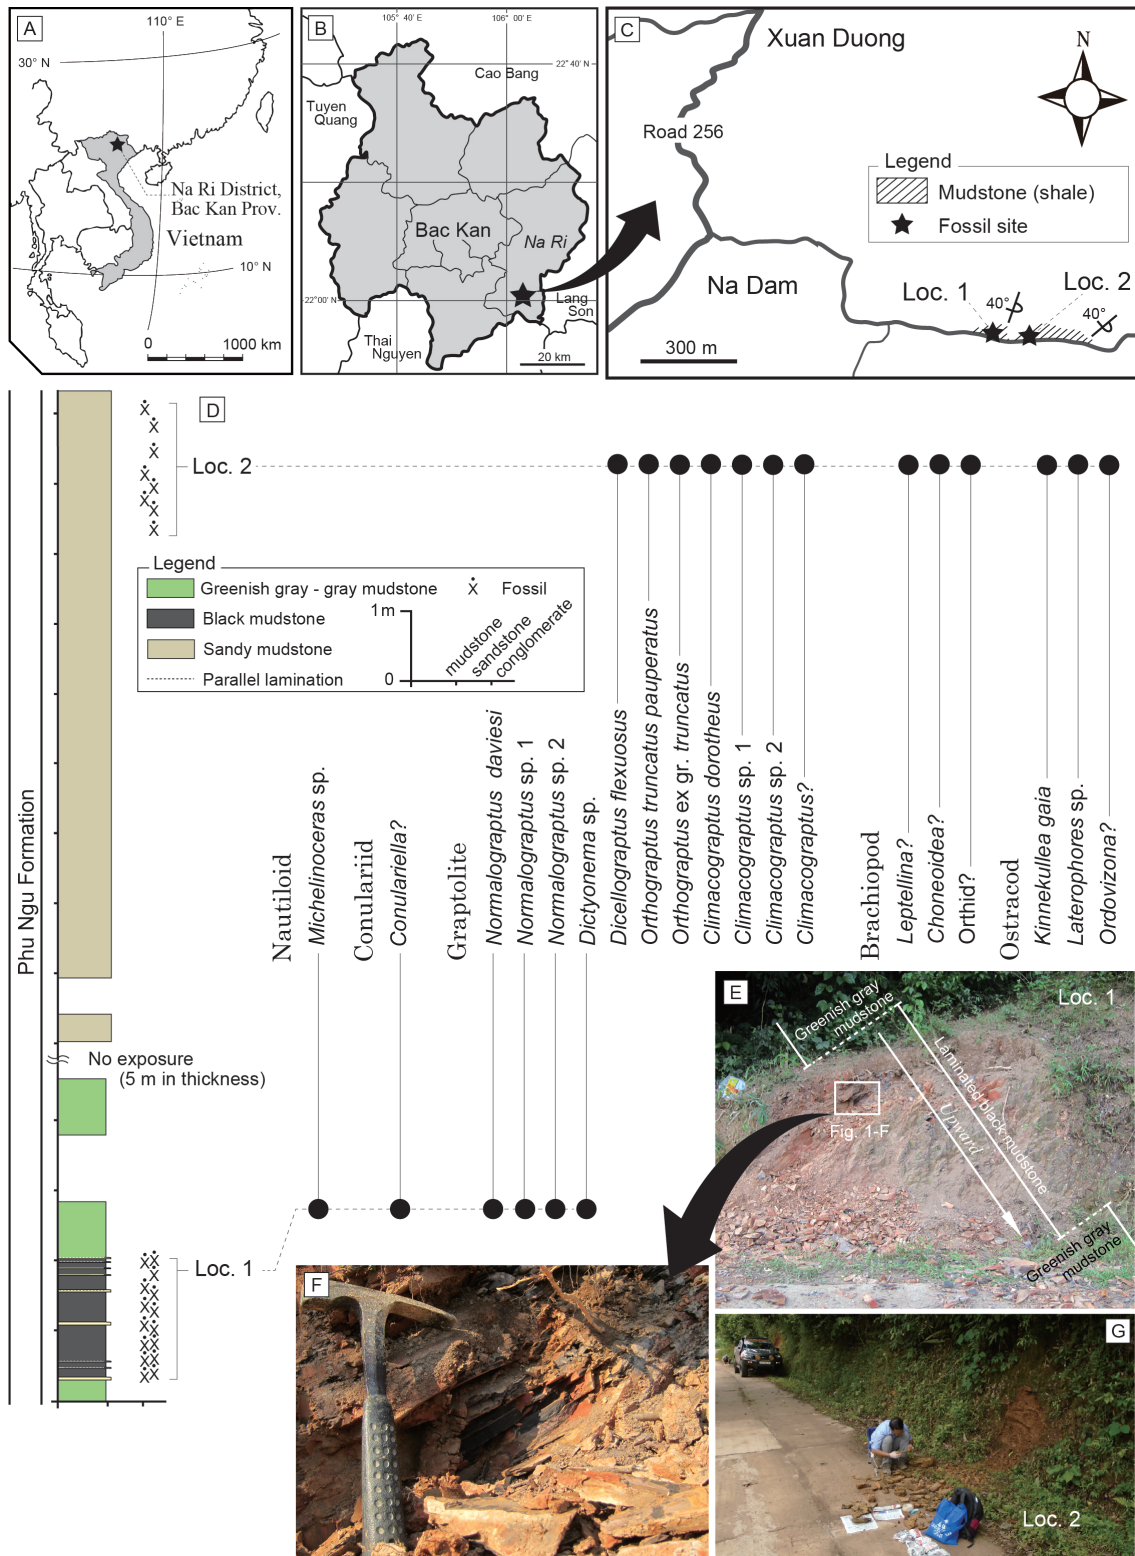 A
110° E
30° N
Na Ri District,
Bac Kan Prov.
Vietnam
10° N
0
1000 km
B
105° 40′ E
106° 00′ E
Cao Bang
22° 40′ N
Tuyen
Quang
Bac Kan
Na Ri
22°00′ N
Lang
Son
Thai
Nguyen
20 km
C
Xuan Duong
N
Road 256
Legend
Mudstone (shale)
Fossil site
Na Dam
Loc. 1
40°
Loc. 2
40°
300 m
D
Phu Ngu Formation
Loc. 2
Legend
Greenish gray - gray mudstone
Fossil
Black mudstone
Sandy mudstone
Parallel lamination
1 m
0
mudstone
sandstone
conglomerate
No exposure
(5 m in thickness)
Loc. 1
Nautiloid
Michelinoceras sp.
Conulariid
Conulariella?
Graptolite
Normalograptus daviesi
Normalograptus sp. 1
Normalograptus sp. 2
Dictyonema sp.
Dicellograptus flexuosus
Orthograptus truncatus pauperatus
Orthograptus ex gr. truncatus
Climacograptus dorotheus
Climacograptus sp. 1
Climacograptus sp. 2
Climacograptus?
Brachiopod
Leptellina?
Choneoidea?
Orthid?
Ostracod
Kinnekullea gaia
Laterophores sp.
Ordovizona?
E
Loc. 1
Greenish gray
mudstone
Laminated black mudstone
Upward
Fig. 1-F
Greenish gray
mudstone
F
G
Loc. 2